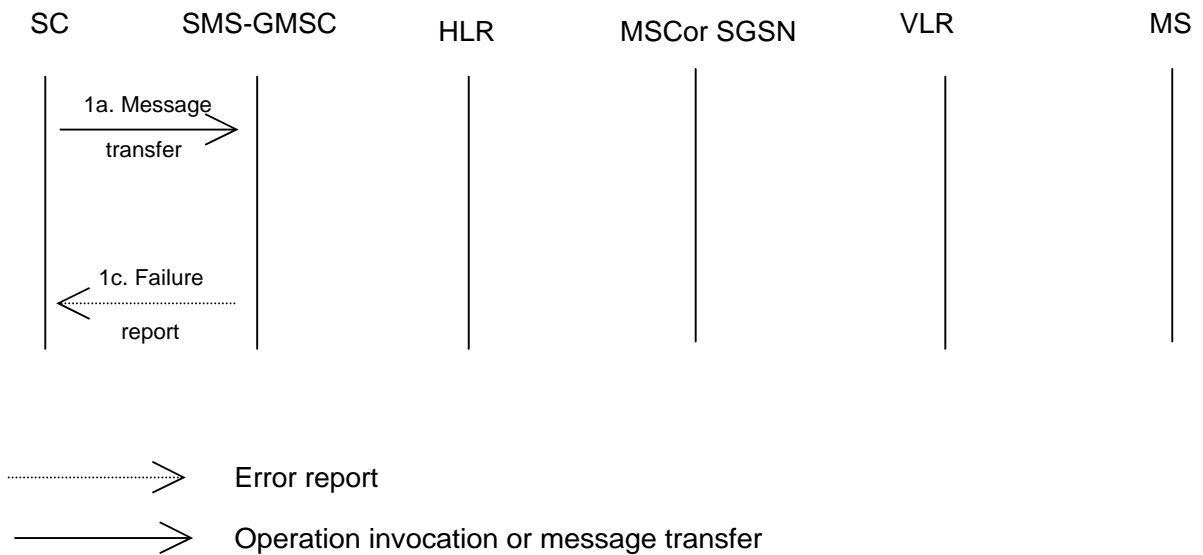 SC SMS-GMSC HLR MSCor SGSN VLR MS
1a. Message
transfer
1c. Failure
report
Error report
Operation invocation or message transfer